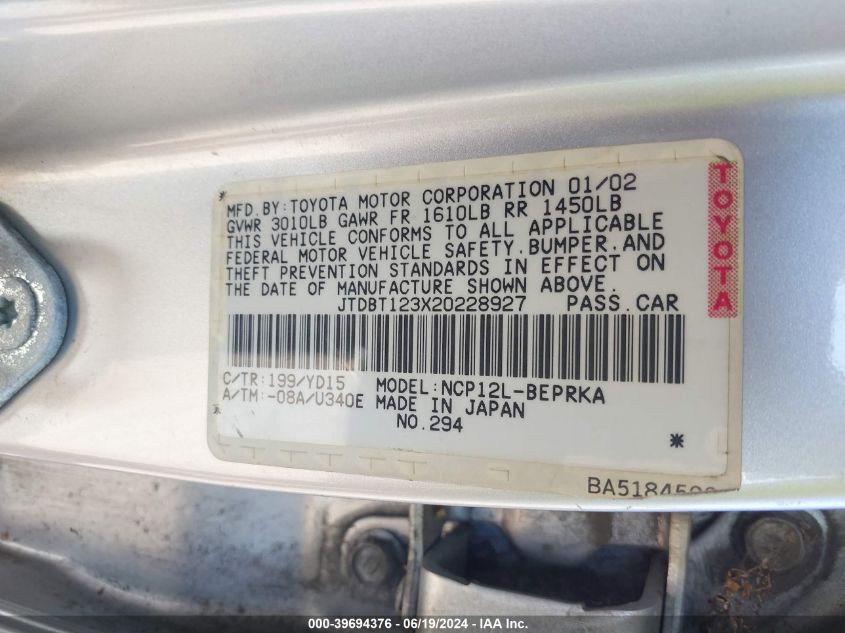 MFD.BY:TOYOTA MOTOR CORPORATION 01/02
GVWR 3010LB GAWR FR 1610LB RR 1450LB
THIS VEHICLE CONFORMS TO ALL APPLICABLE
FEDERAL MOTOR VEHICLE SAFETY.BUMPER.AND
THEFT PREVENTION STANDARDS IN EFFECT ON
THE DATE OF MANUFACTURE SHOWN ABOVE.
JTDBT123X20228927 PASS.CAR
C/TR:199/YD15 MODEL:NCP12L-BEPRKA
A/TM:-08A/U340E MADE IN JAPAN
NO.294
TOYOTA
000-39694376 - 06/19/2024 - IAA Inc.